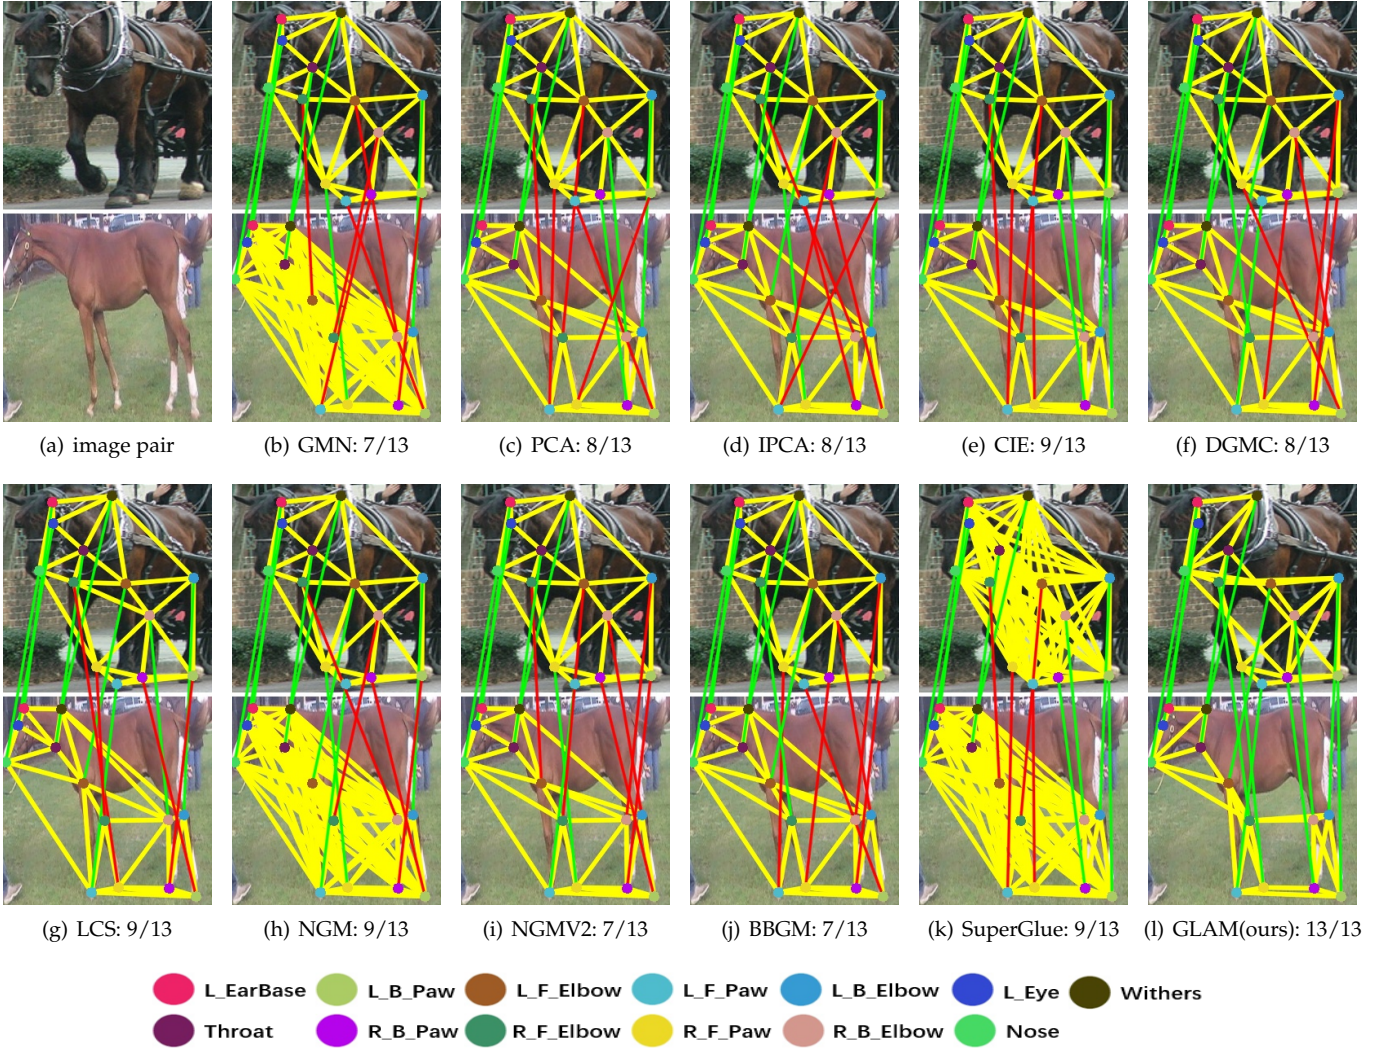 (a) image pair
(b) GMN: 7/13
(c) PCA: 8/13
(d) IPCA: 8/13
(e) CIE: 9/13
(f) DGMC: 8/13
(g) LCS: 9/13
(h) NGM: 9/13
(i) NGMV2: 7/13
(j) BBGM: 7/13
(k) SuperGlue: 9/13
(l) GLAM(ours): 13/13
L_EarBase
L_B_Paw
L_F_Elbow
L_F_Paw
L_B_Elbow
L_Eye
Withers
Throat
R_B_Paw
R_F_Elbow
R_F_Paw
R_B_Elbow
Nose